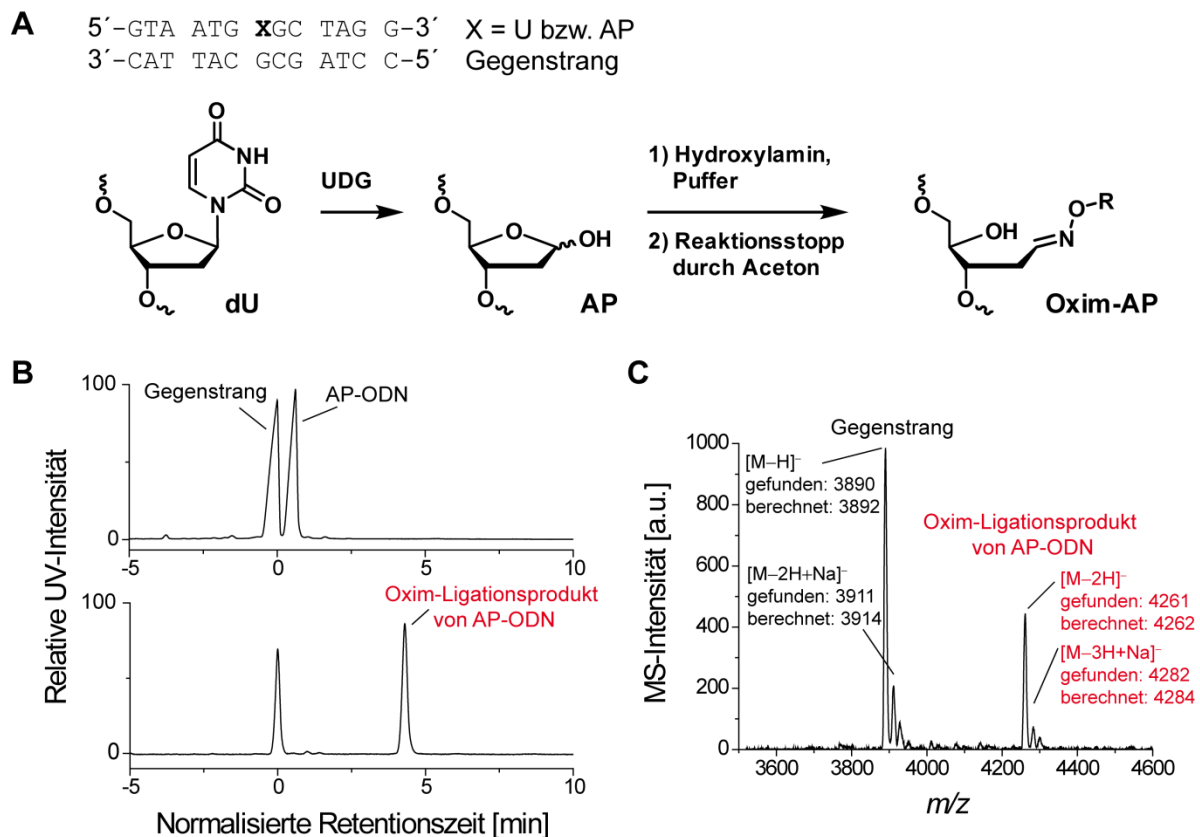 A
5´-GTA ATG XGC TAG G-3´ X = U bzw. AP
3´-CAT TAC GCG ATC C-5´ Gegenstrang
O
NH
N
O
O
O
O
dU
UDG
O
O
OH
O
AP
1) Hydroxylamin,
Puffer
2) Reaktionsstopp
durch Aceton
O
OH
O-R
N
O
Oxim-AP
B
Relative UV-Intensität
100
0
Gegenstrang
AP-ODN
-5 0 5 10
100
0
Oxim-Ligationsprodukt
von AP-ODN
-5 0 5 10
Normalisierte Retentionszeit [min]
C
MS-Intensität [a.u.]
1000
800
600
400
200
0
Gegenstrang
[M–H]⁻
gefunden: 3890
berechnet: 3892
[M–2H+Na]⁻
gefunden: 3911
berechnet: 3914
Oxim-Ligationsprodukt
von AP-ODN
[M–2H]⁻
gefunden: 4261
berechnet: 4262
[M–3H+Na]⁻
gefunden: 4282
berechnet: 4284
3600 3800 4000 4200 4400 4600
m/z